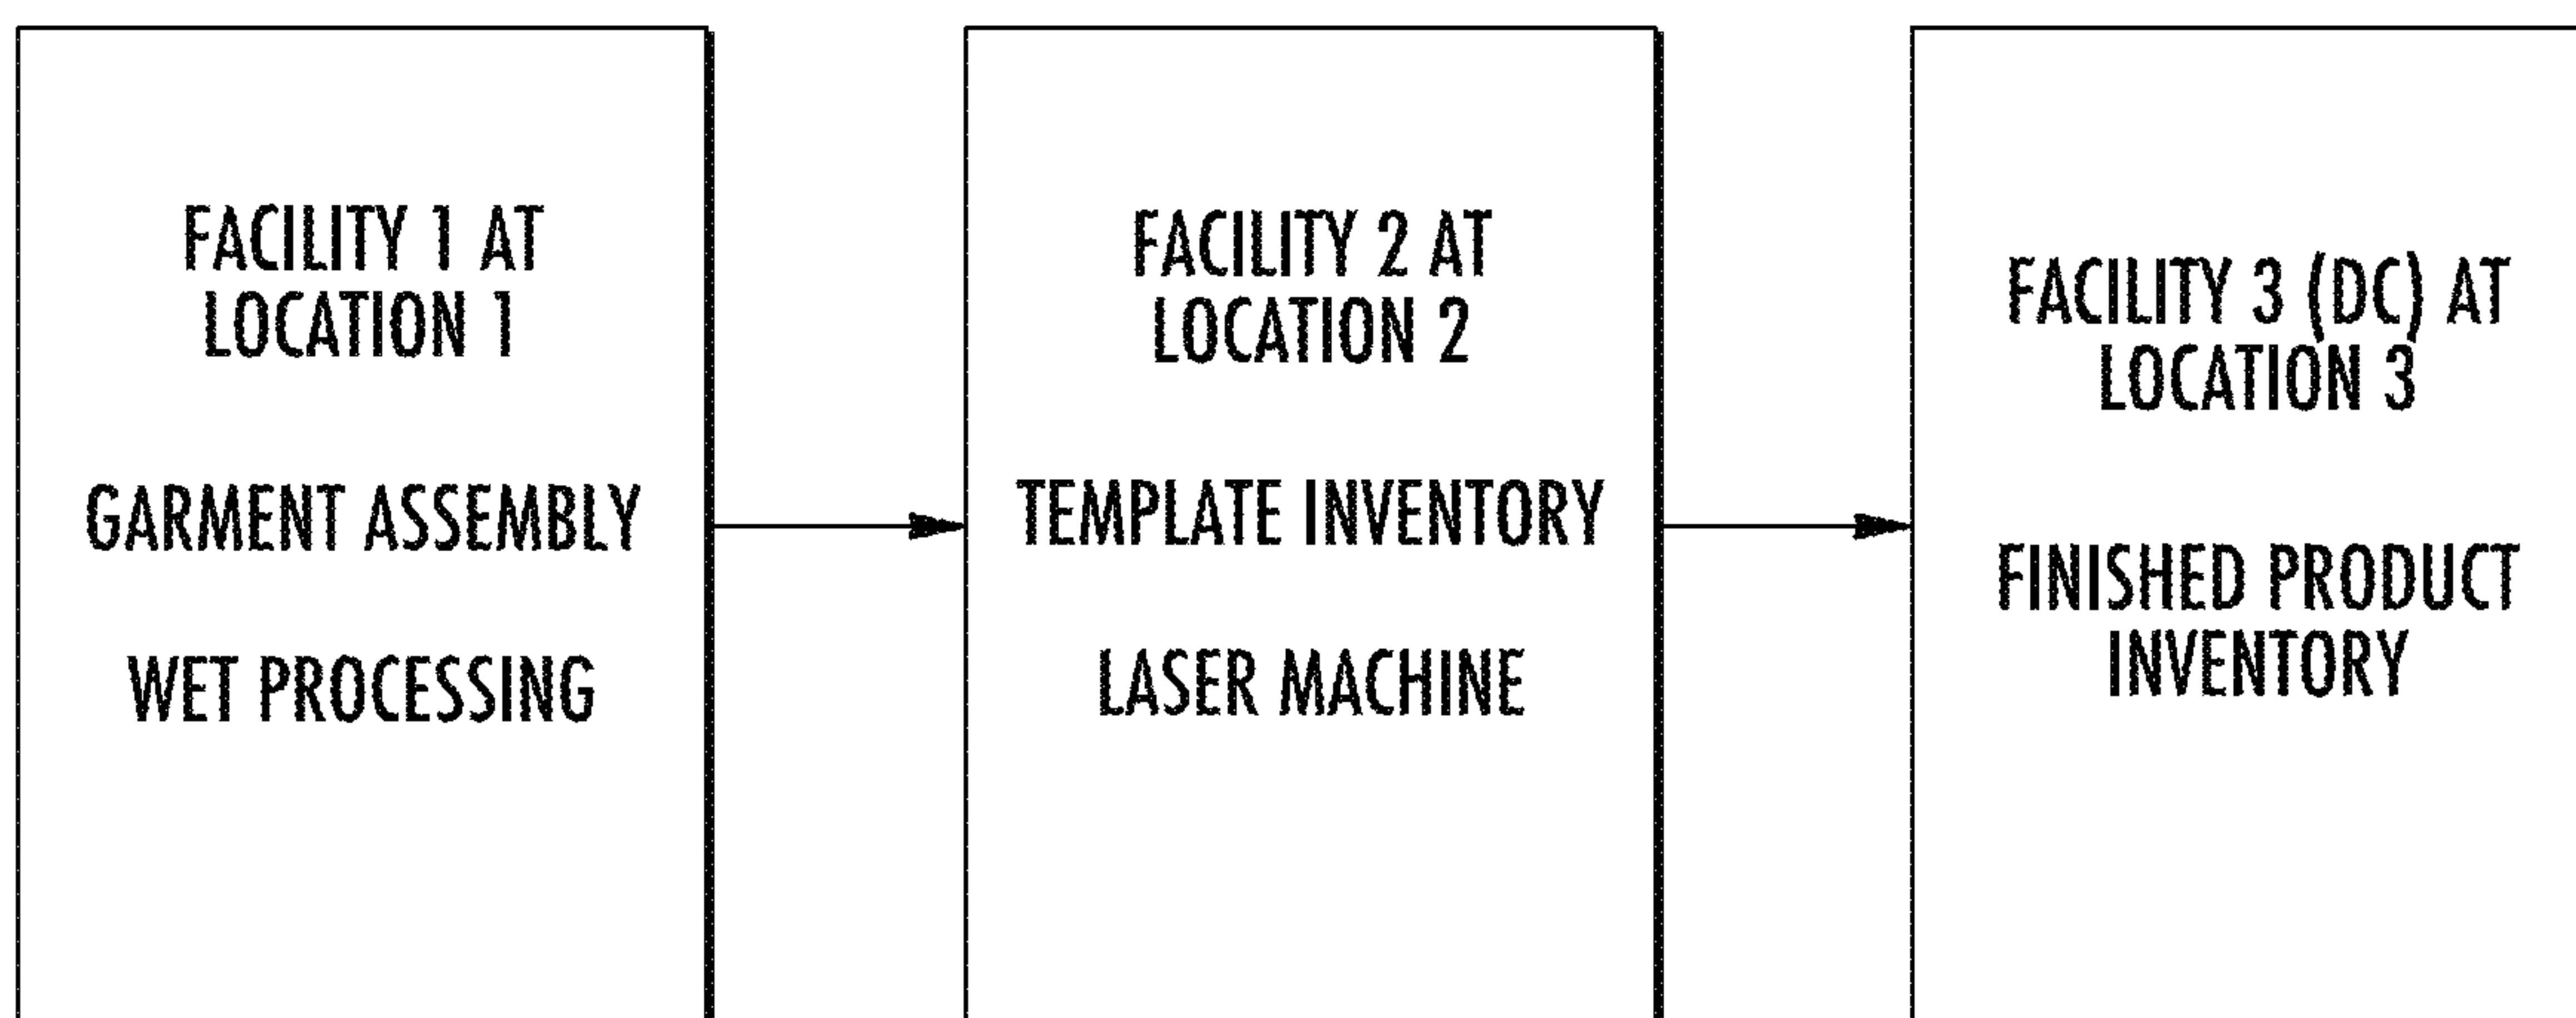 FACILITY 1 AT
LOCATION 1
GARMENT ASSEMBLY
WET PROCESSING
FACILITY 2 AT
LOCATION 2
TEMPLATE INVENTORY
LASER MACHINE
FACILITY 3 (DC) AT
LOCATION 3
FINISHED PRODUCT
INVENTORY